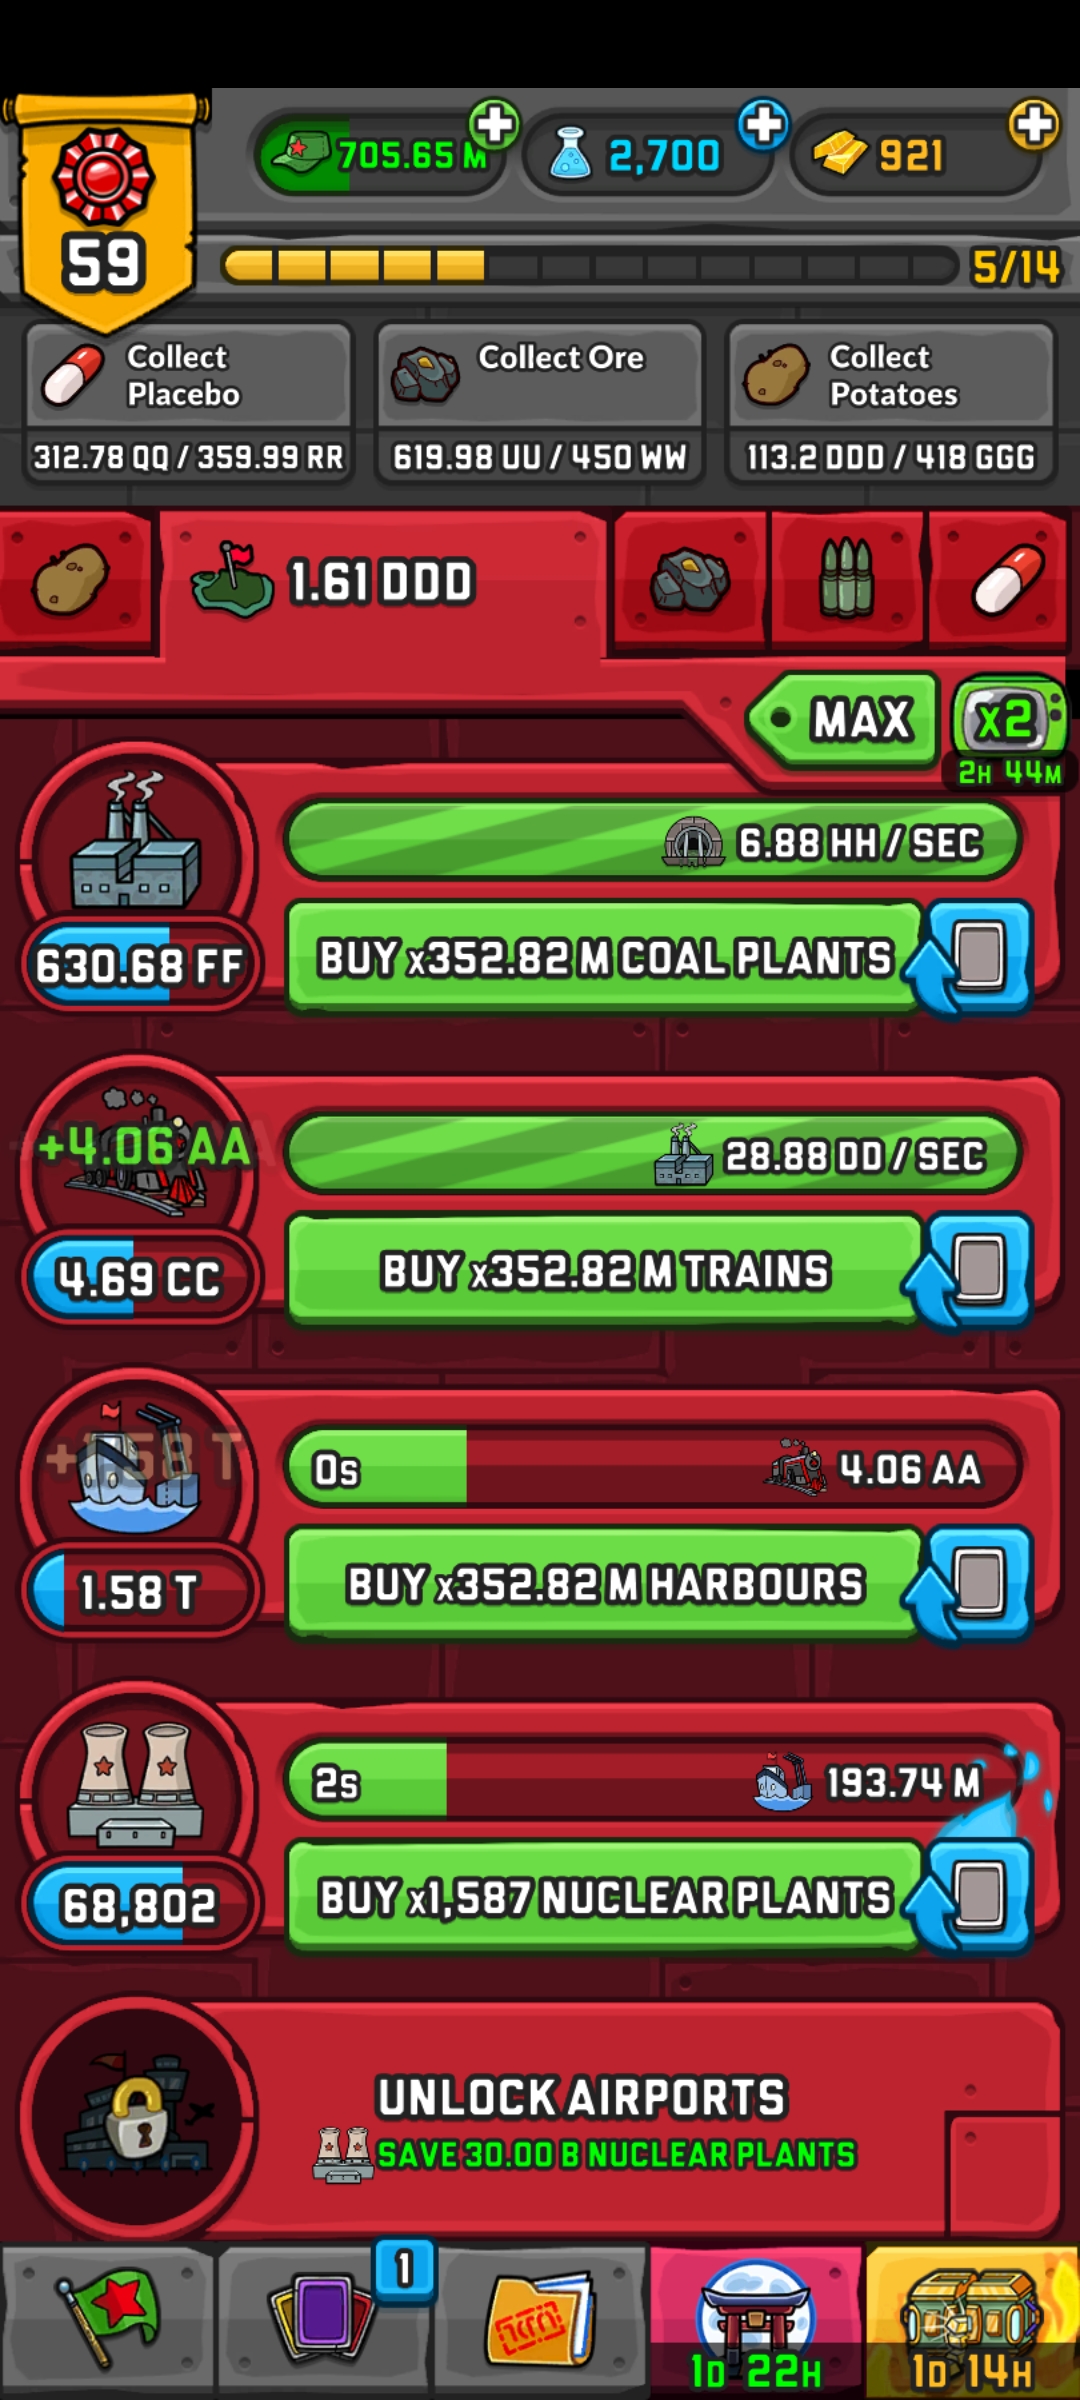 59
705.65 M
2,700
921
5/14
Collect
Placebo
312.78 QQ / 359.99 RR
Collect Ore
619.98 UU / 450 WW
Collect
Potatoes
113.2 DDD / 418 GGG
1.61 DDD
MAX
x2
2H 44M
6.88 HH / SEC
630.68 FF
BUY x352.82 M COAL PLANTS
+4.06 AA
28.88 DD / SEC
4.69 CC
BUY x352.82 M TRAINS
+1.58 T
0s
4.06 AA
1.58 T
BUY x352.82 M HARBOURS
2s
193.74 M
68,802
BUY x1,587 NUCLEAR PLANTS
UNLOCK AIRPORTS
SAVE 30.00 B NUCLEAR PLANTS
1
1D 22H
1D 14H